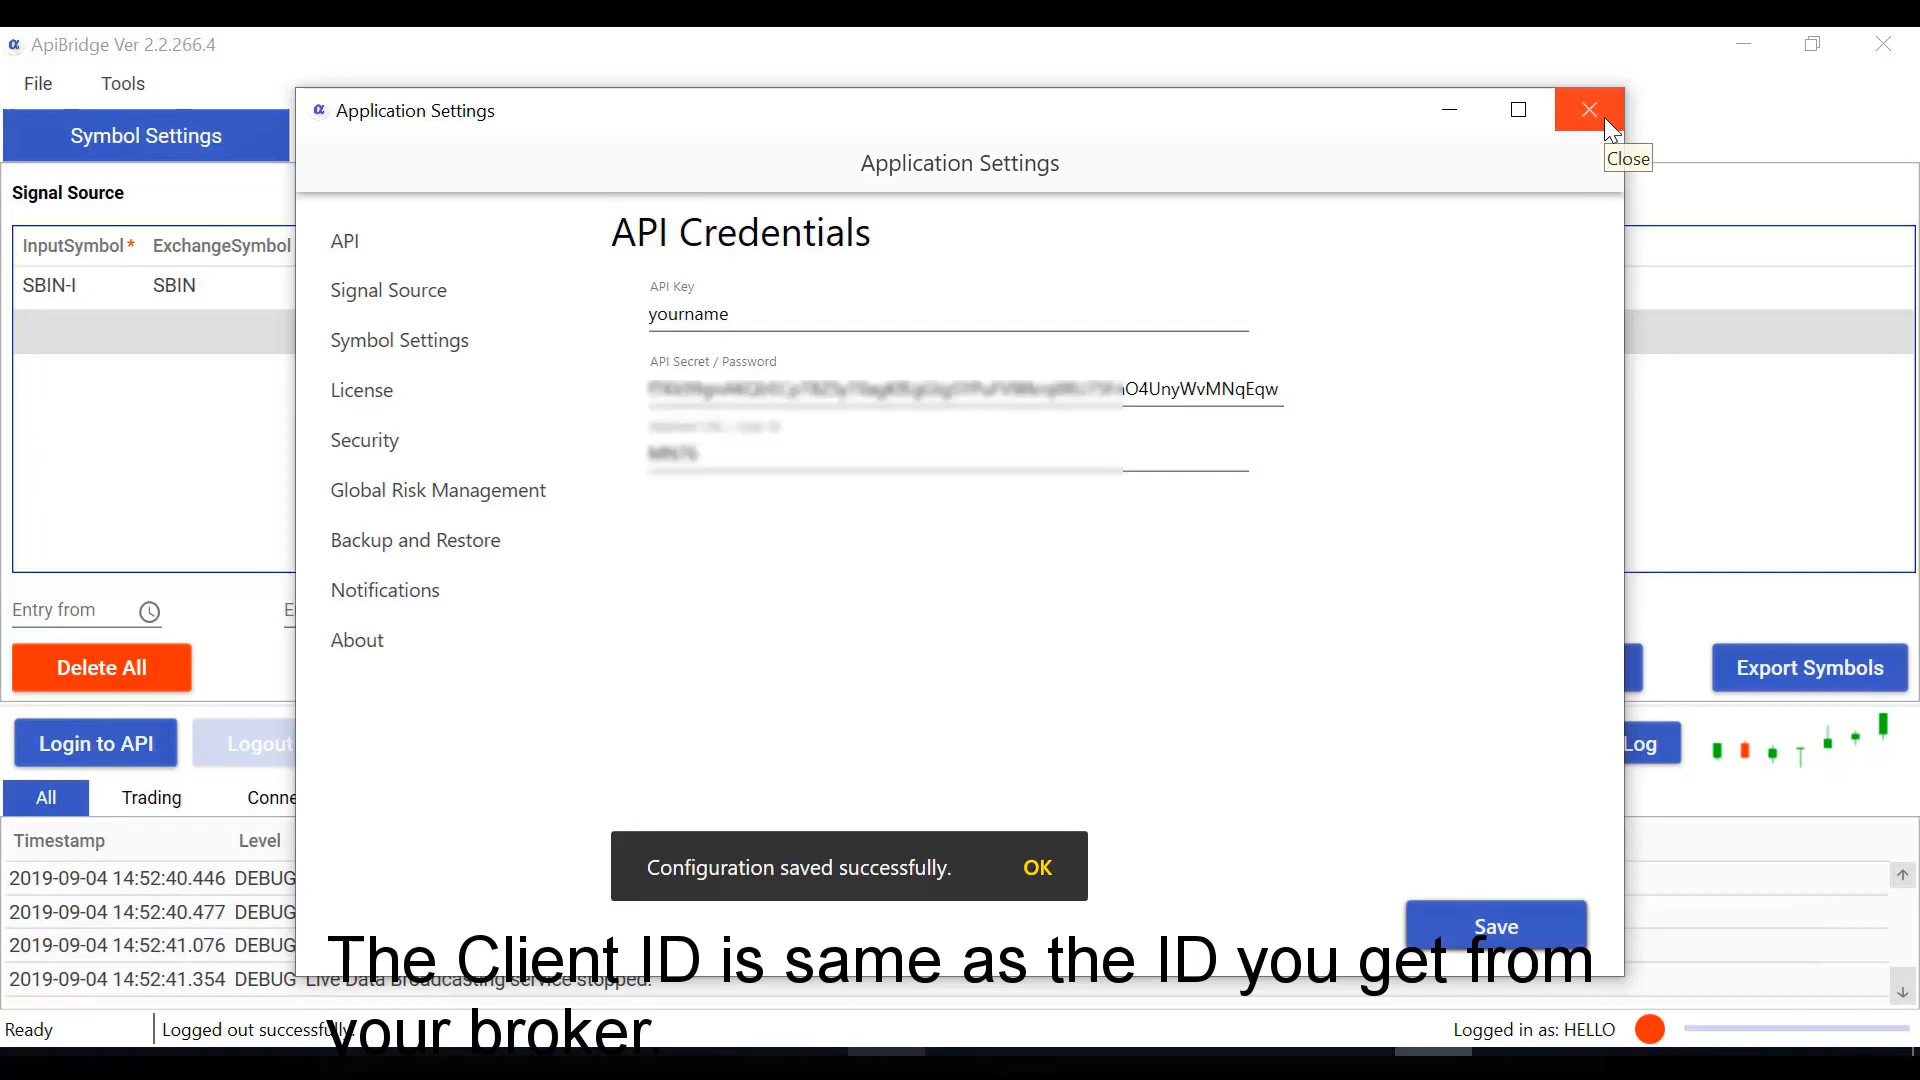 α ApiBridge Ver 2.2.266.4
File Tools
Symbol Settings
Signal Source
InputSymbol* ExchangeSymbol
SBIN-I SBIN
Entry from
Delete All
Export Symbols
Login to API Logout
Log
All Trading Conne
Timestamp Level
2019-09-04 14:52:40.446 DEBUG
2019-09-04 14:52:40.477 DEBUG
2019-09-04 14:52:41.076 DEBUG
2019-09-04 14:52:41.354 DEBUG Live Data Broadcasting service stopped.
Ready Logged out successfully.
Logged in as: HELLO
α Application Settings
Close
Application Settings
API
Signal Source
Symbol Settings
License
Security
Global Risk Management
Backup and Restore
Notifications
About
API Credentials
API Key
yourname
API Secret / Password
O4UnyWvMNqEqw
Configuration saved successfully. OK
Save
The Client ID is same as the ID you get from
your broker.